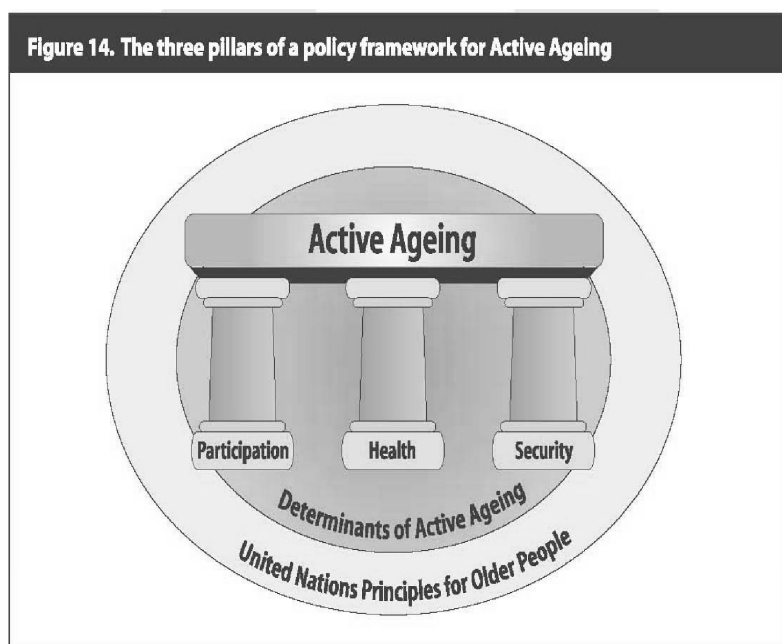 Figure 14. The three pillars of a policy framework for Active Ageing
Active Ageing
Participation
Health
Security
Determinants of Active Ageing
United Nations Principles for Older People